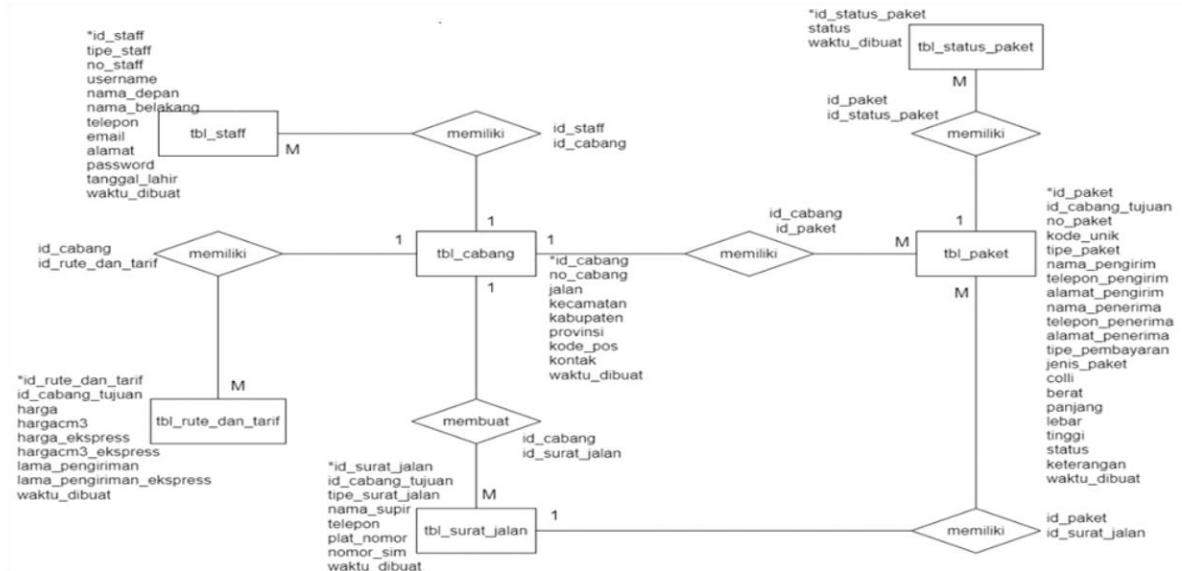 *id_staff
tipe_staff
no_staff
username
nama_depan
nama_belakang
telepon
email
alamat
password
tanggal_lahir
waktu_dibuat
tbl_staff
M
memiliki
id_staff
id_cabang
*id_status_paket
status
waktu_dibuat
tbl_status_paket
M
id_paket
id_status_paket
memiliki
id_cabang
id_rute_dan_tarif
memiliki
1
1
tbl_cabang
1
1
*id_cabang
no_cabang
jalan
kecamatan
kabupaten
provinsi
kode_pos
kontak
waktu_dibuat
id_cabang
id_paket
memiliki
M
1
tbl_paket
M
*id_paket
id_cabang_tujuan
no_paket
kode_unik
tipe_paket
nama_pengirim
telepon_pengirim
alamat_pengirim
nama_penerima
telepon_penerima
alamat_penerima
tipe_pembayaran
jenis_paket
colli
berat
panjang
lebar
tinggi
status
keterangan
waktu_dibuat
*id_rute_dan_tarif
id_cabang_tujuan
harga
hargacm3
harga_ekspress
hargacm3_ekspress
lama_pengiriman
lama_pengiriman_ekspress
waktu_dibuat
M
tbl_rute_dan_tarif
membuat
id_cabang
id_surat_jalan
*id_surat_jalan
id_cabang_tujuan
tipe_surat_jalan
nama_supir
telepon
plat_nomor
nomor_sim
waktu_dibuat
M
tbl_surat_jalan
1
memiliki
id_paket
id_surat_jalan